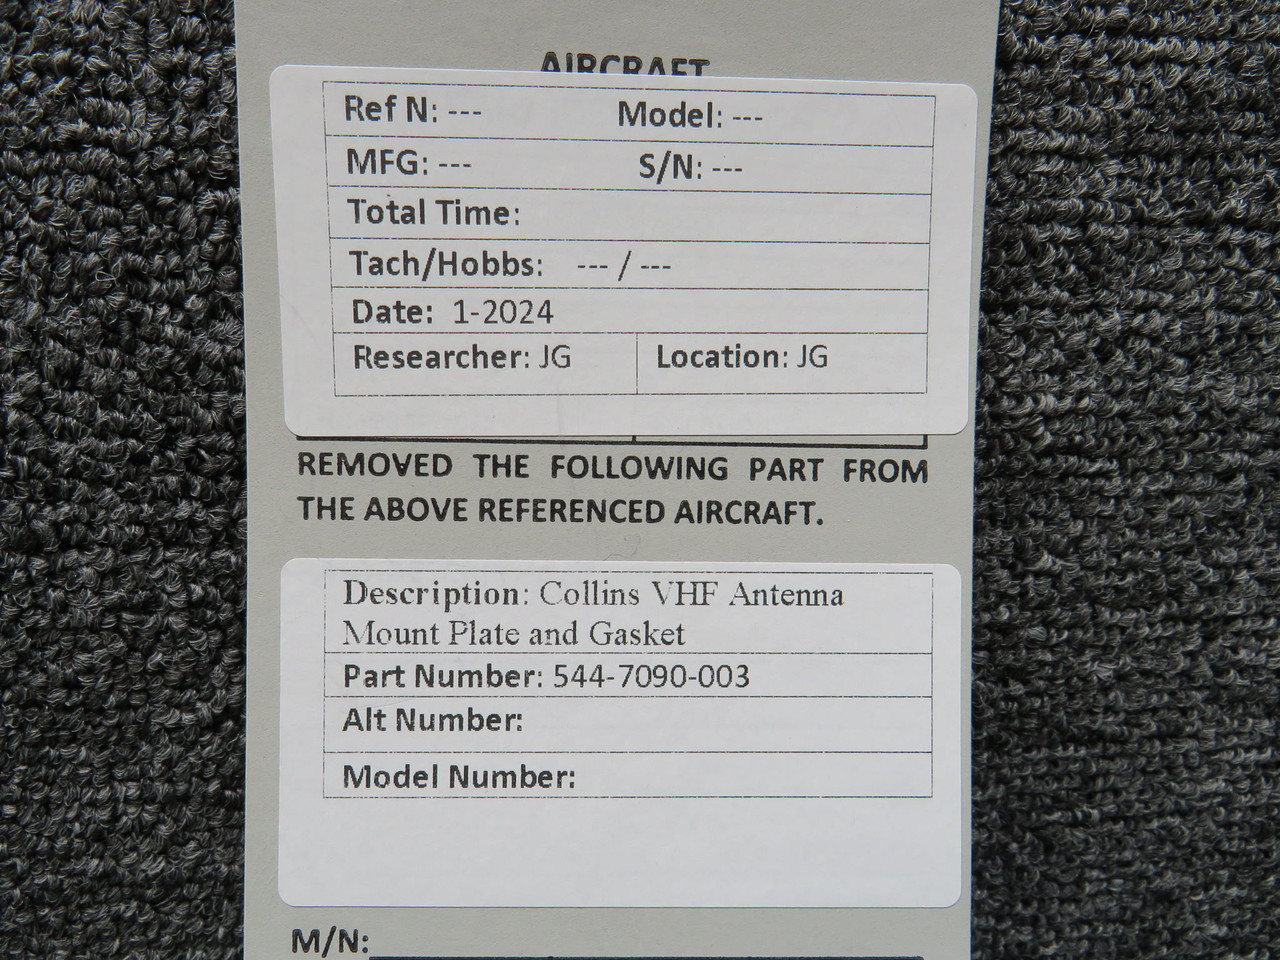 AIRCRAFT
Ref N: --- Model: ---
MFG: --- S/N: ---
Total Time:
Tach/Hobbs: --- / ---
Date: 1-2024
Researcher: JG Location: JG
REMOVED THE FOLLOWING PART FROM
THE ABOVE REFERENCED AIRCRAFT.
Description: Collins VHF Antenna
Mount Plate and Gasket
Part Number: 544-7090-003
Alt Number:
Model Number:
M/N: